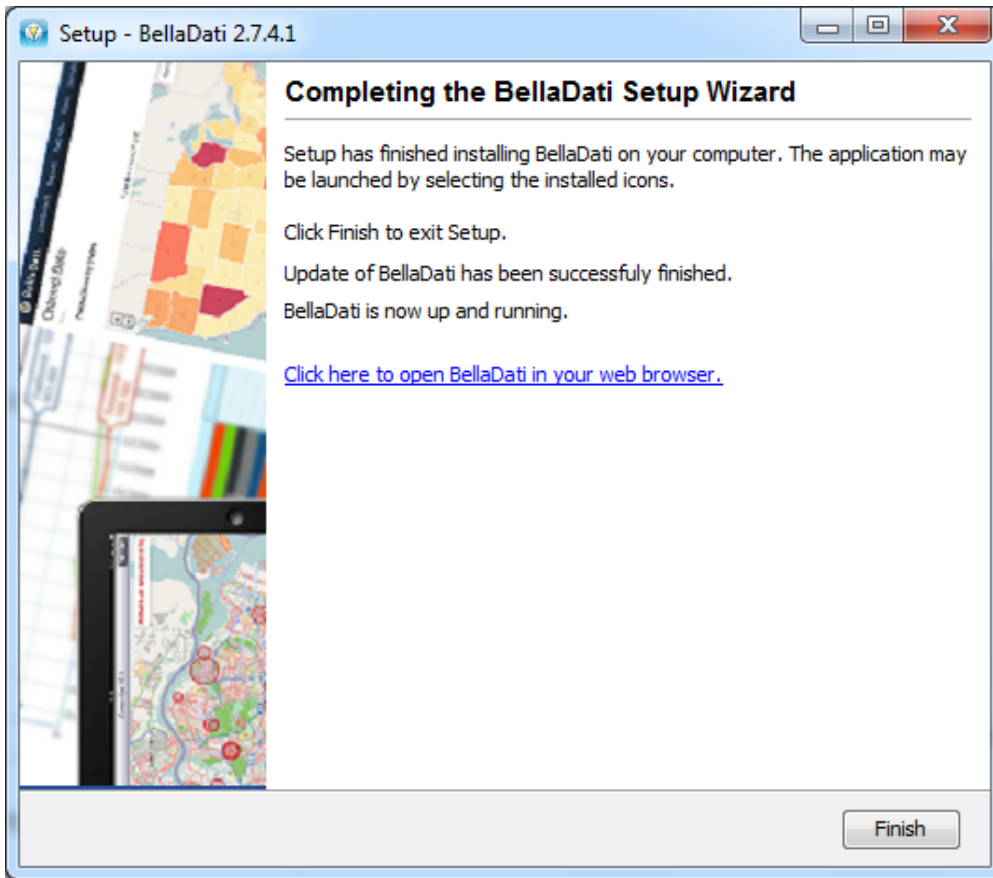 Setup - BellaDati 2.7.4.1
Completing the BellaDati Setup Wizard
Setup has finished installing BellaDati on your computer. The application may
be launched by selecting the installed icons.
Click Finish to exit Setup.
Update of BellaDati has been successfuly finished.
BellaDati is now up and running.
Click here to open BellaDati in your web browser.
Finish